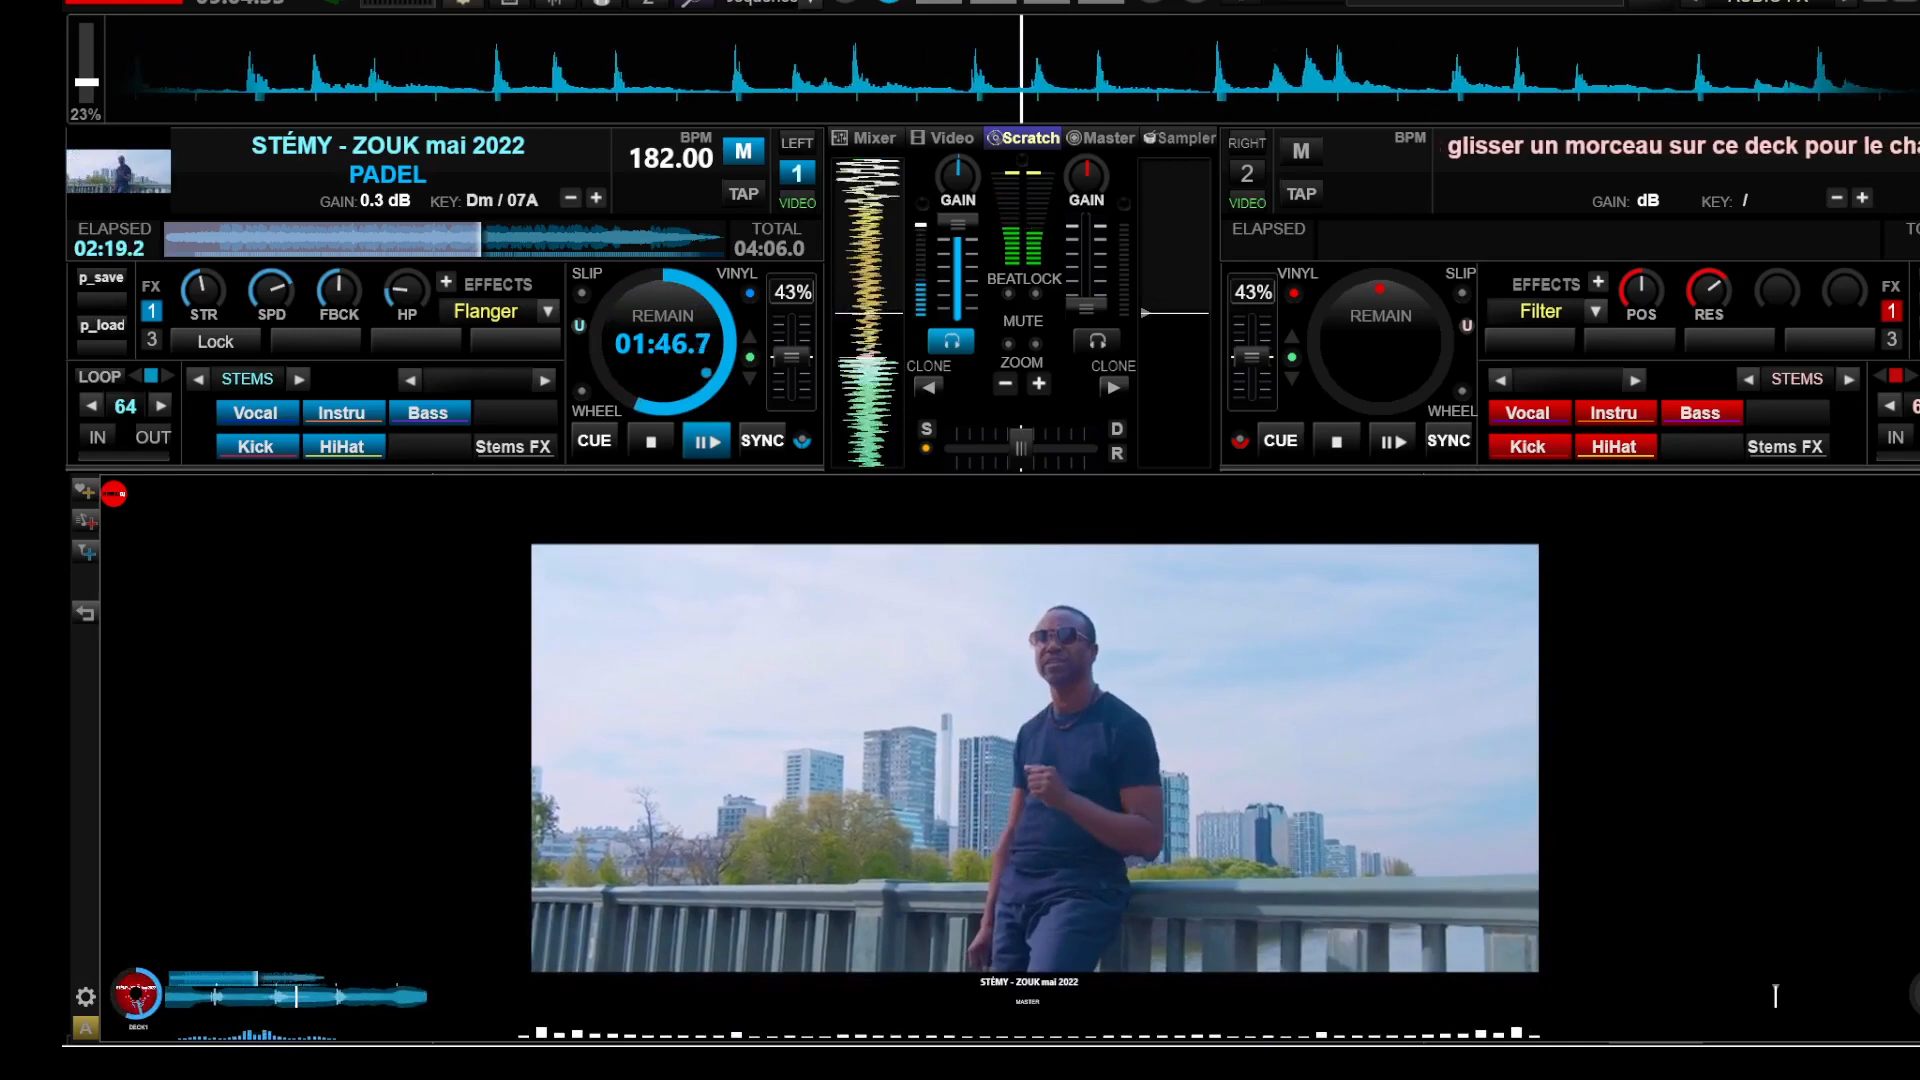 23%
STÉMY - ZOUK mai 2022
PADEL
GAIN: 0.3 dB KEY: Dm / 07A
BPM
182.00
M
TAP
LEFT
1
VIDEO
Mixer Video Scratch Master Sampler
RIGHT
2
VIDEO
M
TAP
BPM
glisser un morceau sur ce deck pour le cha
GAIN: dB KEY: /
ELAPSED
02:19.2
TOTAL
04:06.0
GAIN GAIN
BEATLOCK
MUTE
ZOOM
CLONE CLONE
S D
R
ELAPSED
p_save
p_load
FX
1
3
STR SPD FBCK HP
EFFECTS
Flanger
Lock
SLIP VINYL
REMAIN
01:46.7
U
WHEEL
43%
CUE SYNC
LOOP
64
IN OUT
STEMS
Vocal Instru Bass
Kick HiHat Stems FX
43%
VINYL SLIP
REMAIN
U
WHEEL
CUE SYNC
EFFECTS
Filter
POS RES
FX
1
3
STEMS
Vocal Instru Bass
Kick HiHat Stems FX
IN
STÉMY - ZOUK mai 2022
MASTER
DECK1
A